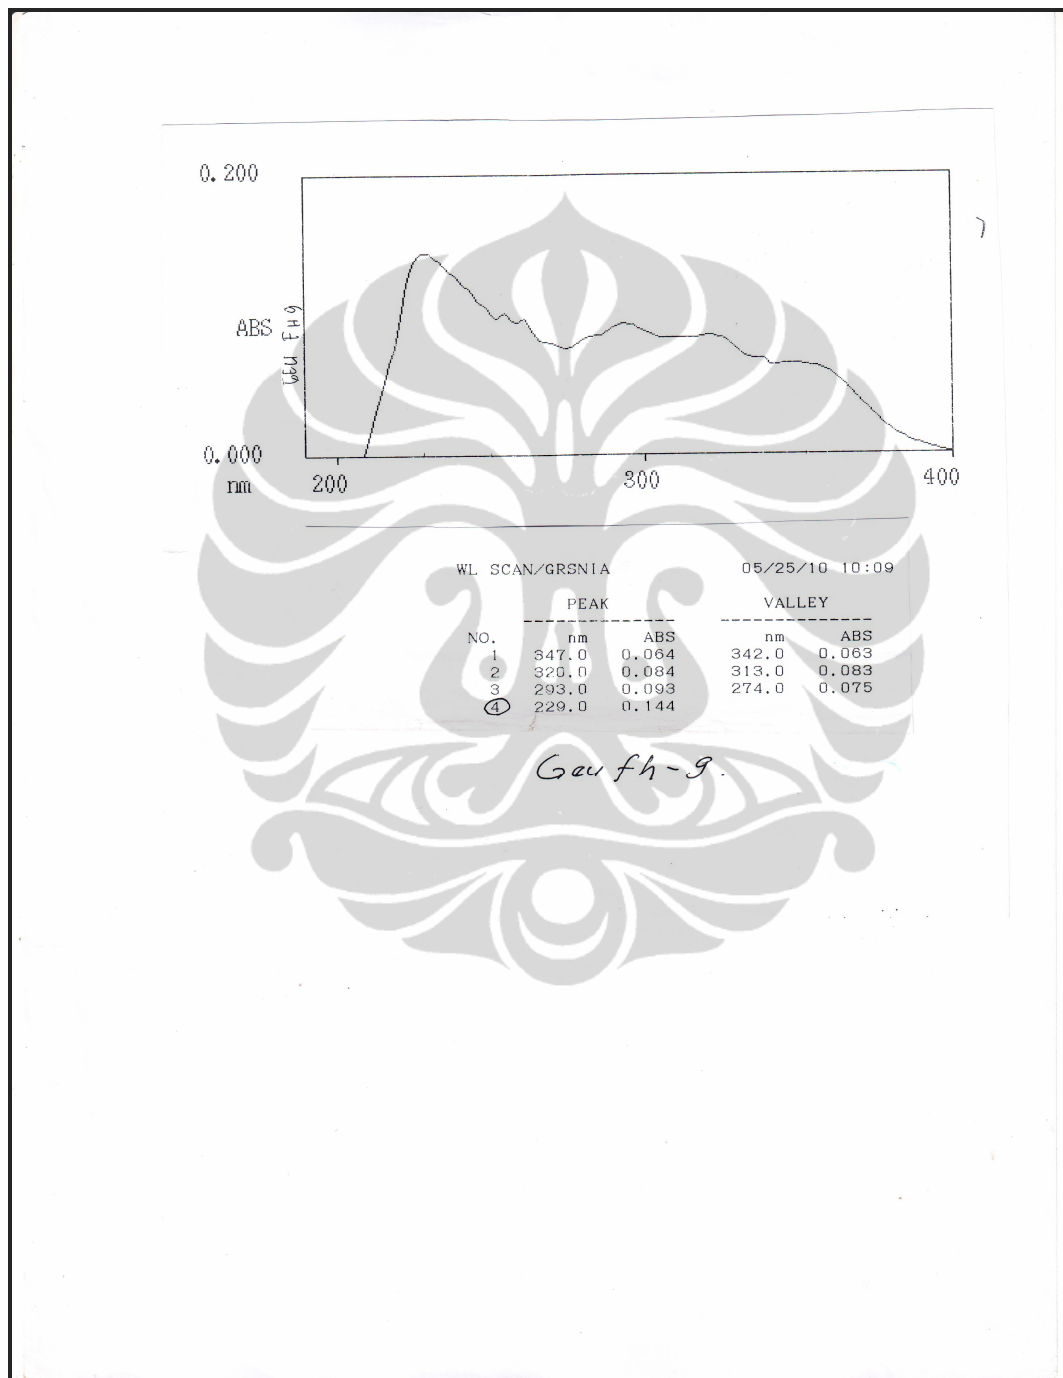 0.200
ABS
GEU FH 9
0.000
nm 200 300 400
WL SCAN/GRSNIA 05/25/10 10:09
PEAK VALLEY
NO. nm ABS nm ABS
1 347.0 0.064 342.0 0.063
2 320.0 0.084 313.0 0.083
3 293.0 0.093 274.0 0.075
4 229.0 0.144
Geu fh-9.